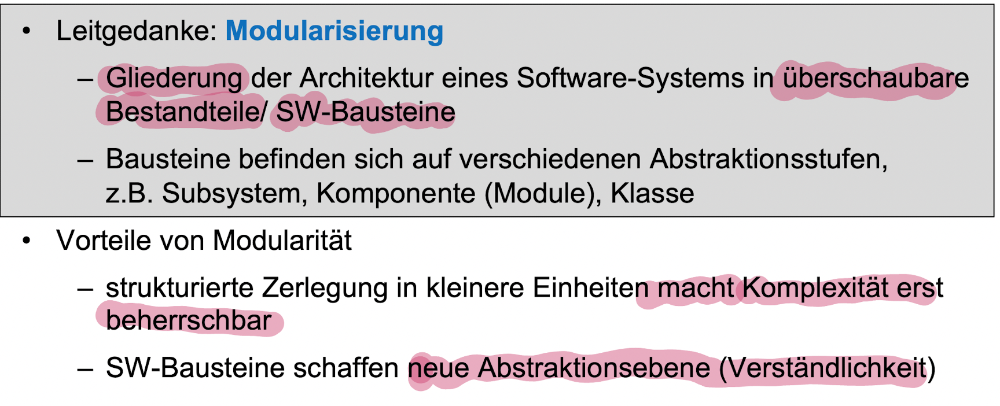 • Leitgedanke: Modularisierung
– Gliederung der Architektur eines Software-Systems in überschaubare
Bestandteile/ SW-Bausteine
– Bausteine befinden sich auf verschiedenen Abstraktionsstufen,
z.B. Subsystem, Komponente (Module), Klasse
• Vorteile von Modularität
– strukturierte Zerlegung in kleinere Einheiten macht Komplexität erst
beherrschbar
– SW-Bausteine schaffen neue Abstraktionsebene (Verständlichkeit)